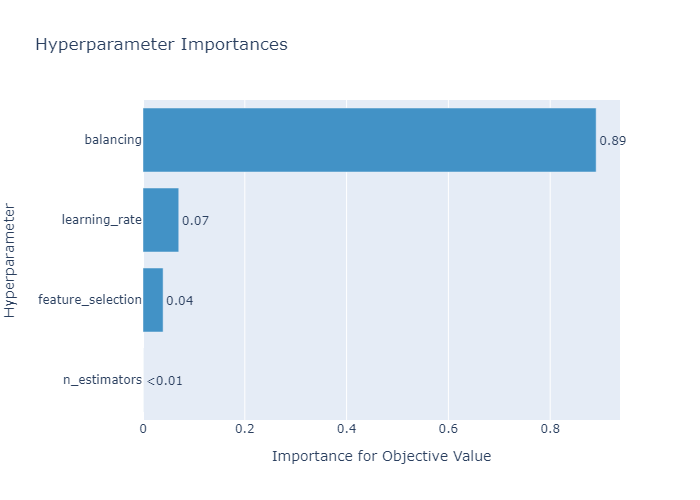 Hyperparameter Importances
Hyperparameter
balancing
0.89
learning_rate
0.07
feature_selection
0.04
n_estimators
<0.01
0 0.2 0.4 0.6 0.8
Importance for Objective Value